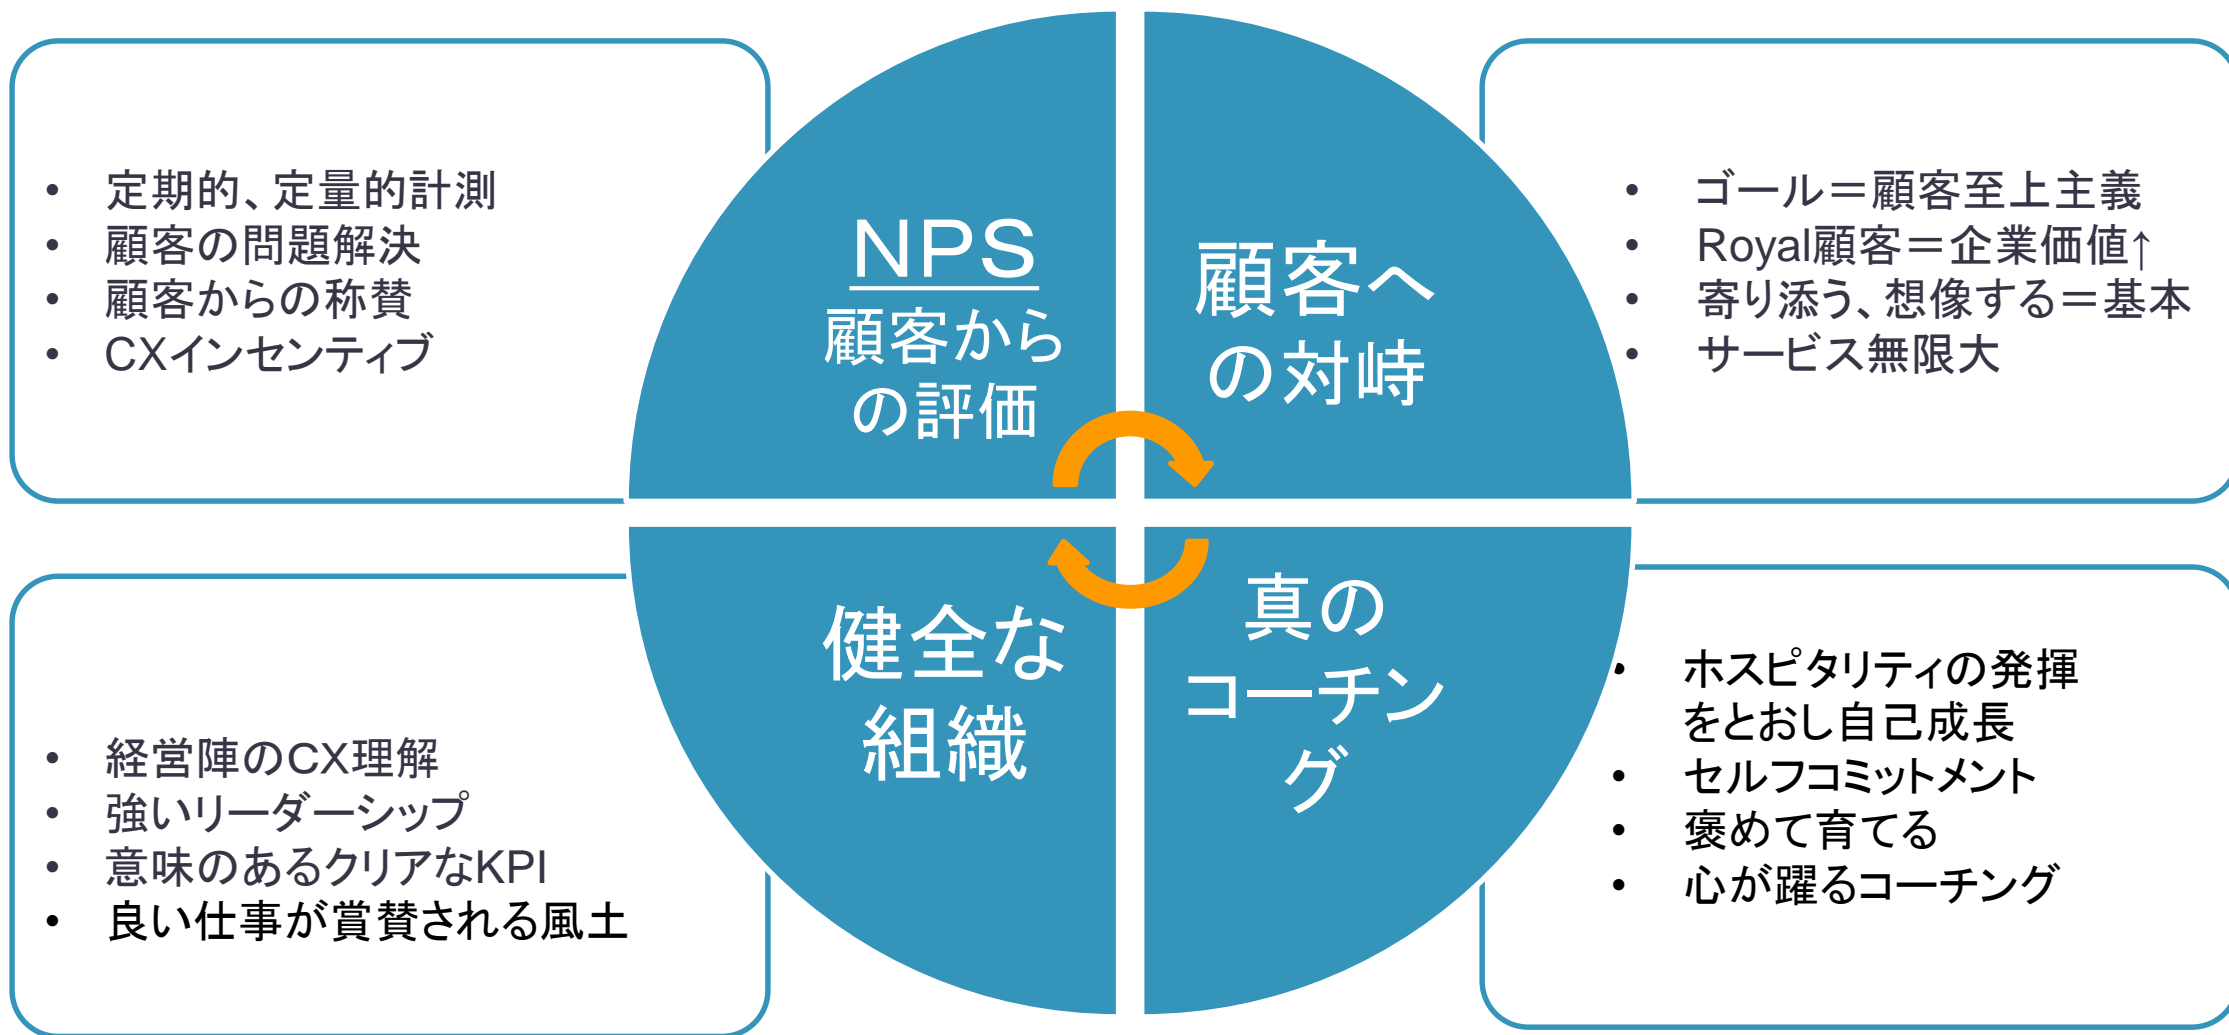 定期的、定量的計測
顧客の問題解決
顧客からの称賛
CXインセンティブ
NPS
顧客から
の評価
顧客へ
の対峙
ゴール＝顧客至上主義
Royal顧客＝企業価値↑
寄り添う、想像する＝基本
サービス無限大
経営陣のCX理解
強いリーダーシップ
意味のあるクリアなKPI
良い仕事が賞賛される風土
健全な
組織
真の
コーチン
グ
ホスピタリティの発揮
をとおし自己成長
セルフコミットメント
褒めて育てる
心が躍るコーチング